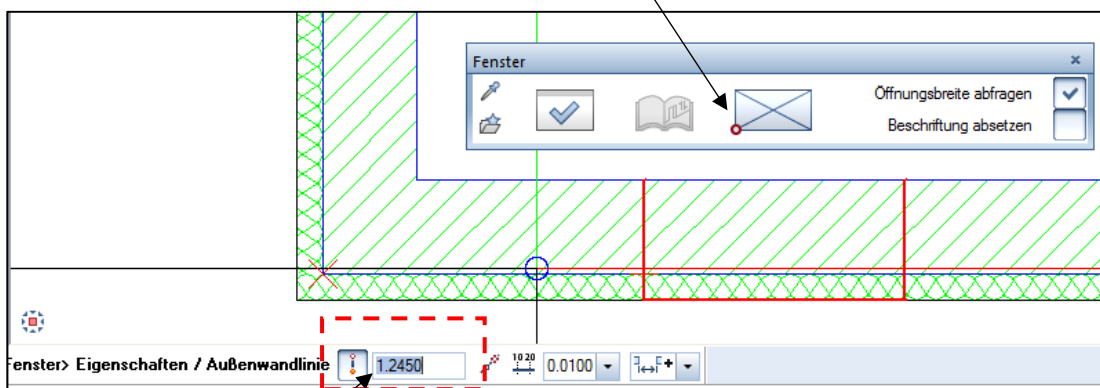 Fenster
Öffnungsbreite abfragen
Beschriftung absetzen
Fenster> Eigenschaften / Außenwandlinie 1.2450 10 20 0.0100